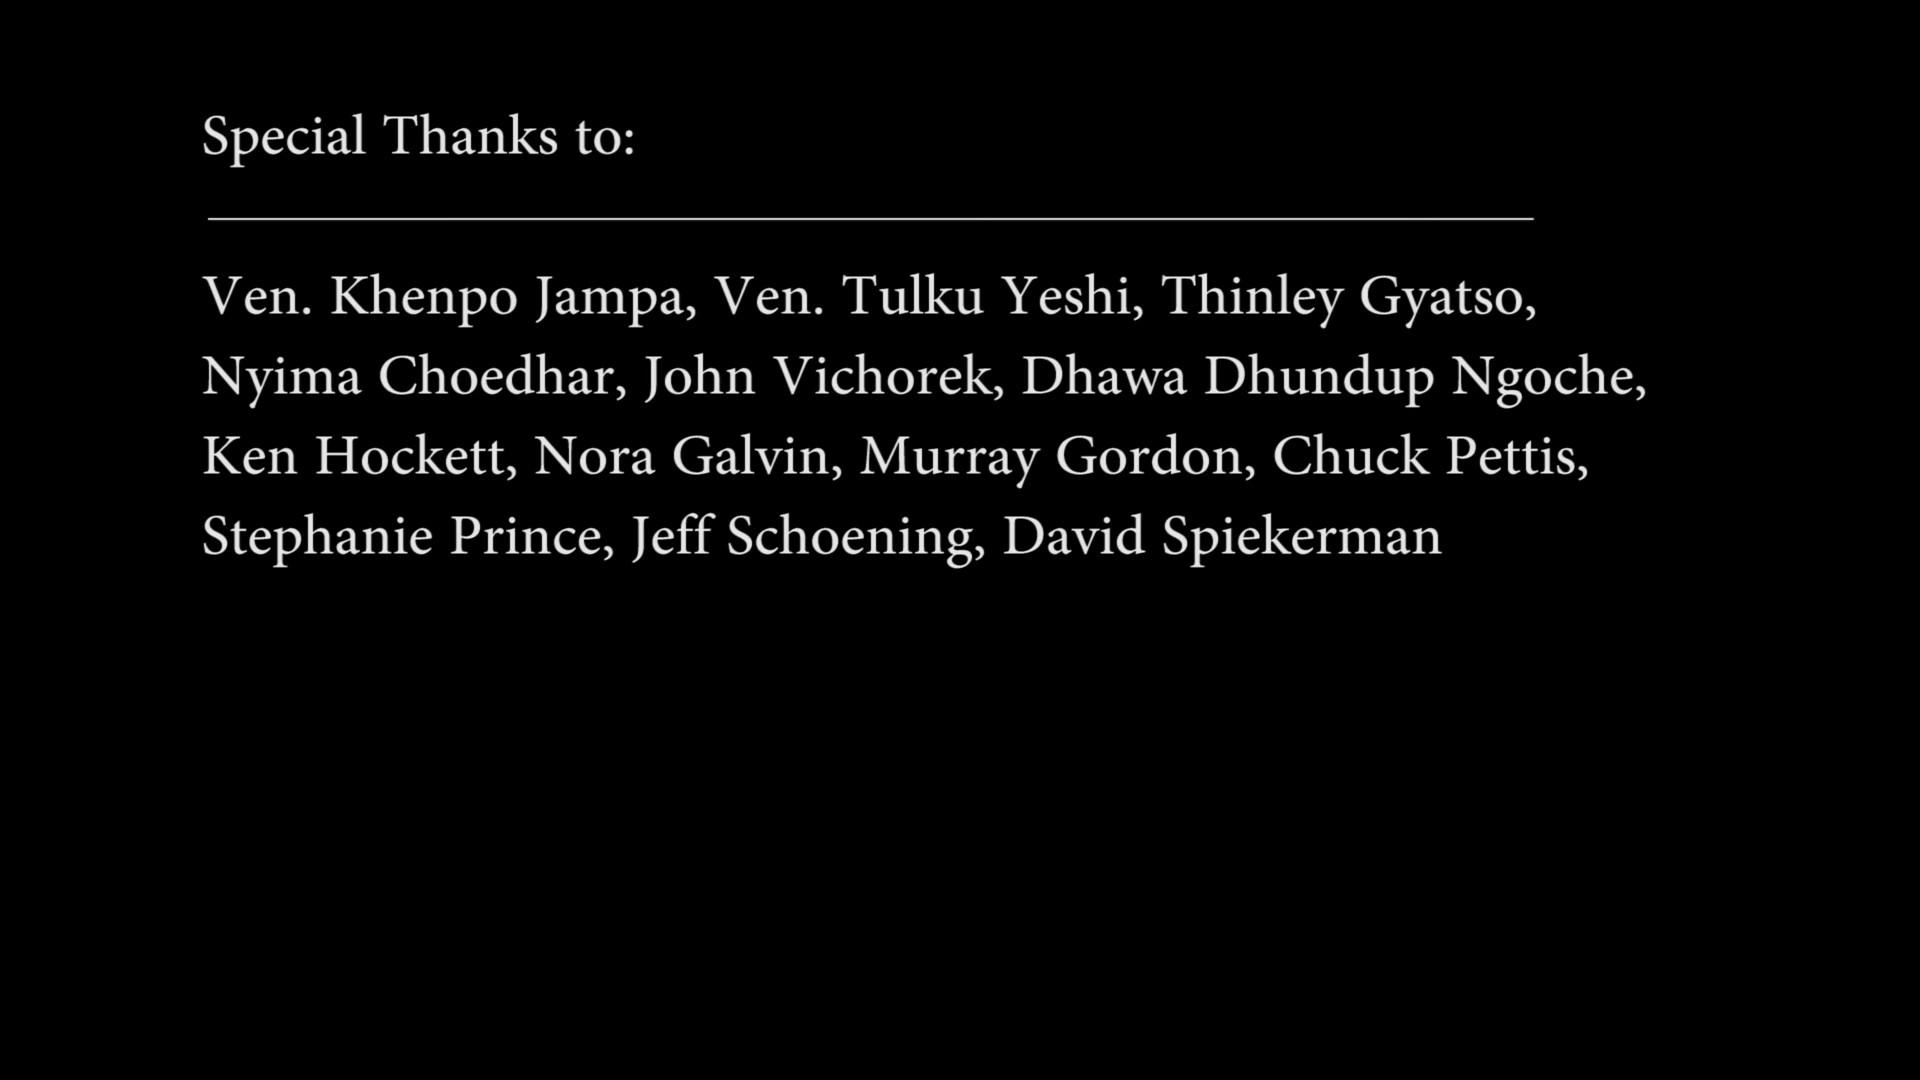 Special Thanks to:
Ven. Khenpo Jampa, Ven. Tulku Yeshi, Thinley Gyatso,
Nyima Choedhar, John Vichorek, Dhawa Dhundup Ngoche,
Ken Hockett, Nora Galvin, Murray Gordon, Chuck Pettis,
Stephanie Prince, Jeff Schoening, David Spiekerman